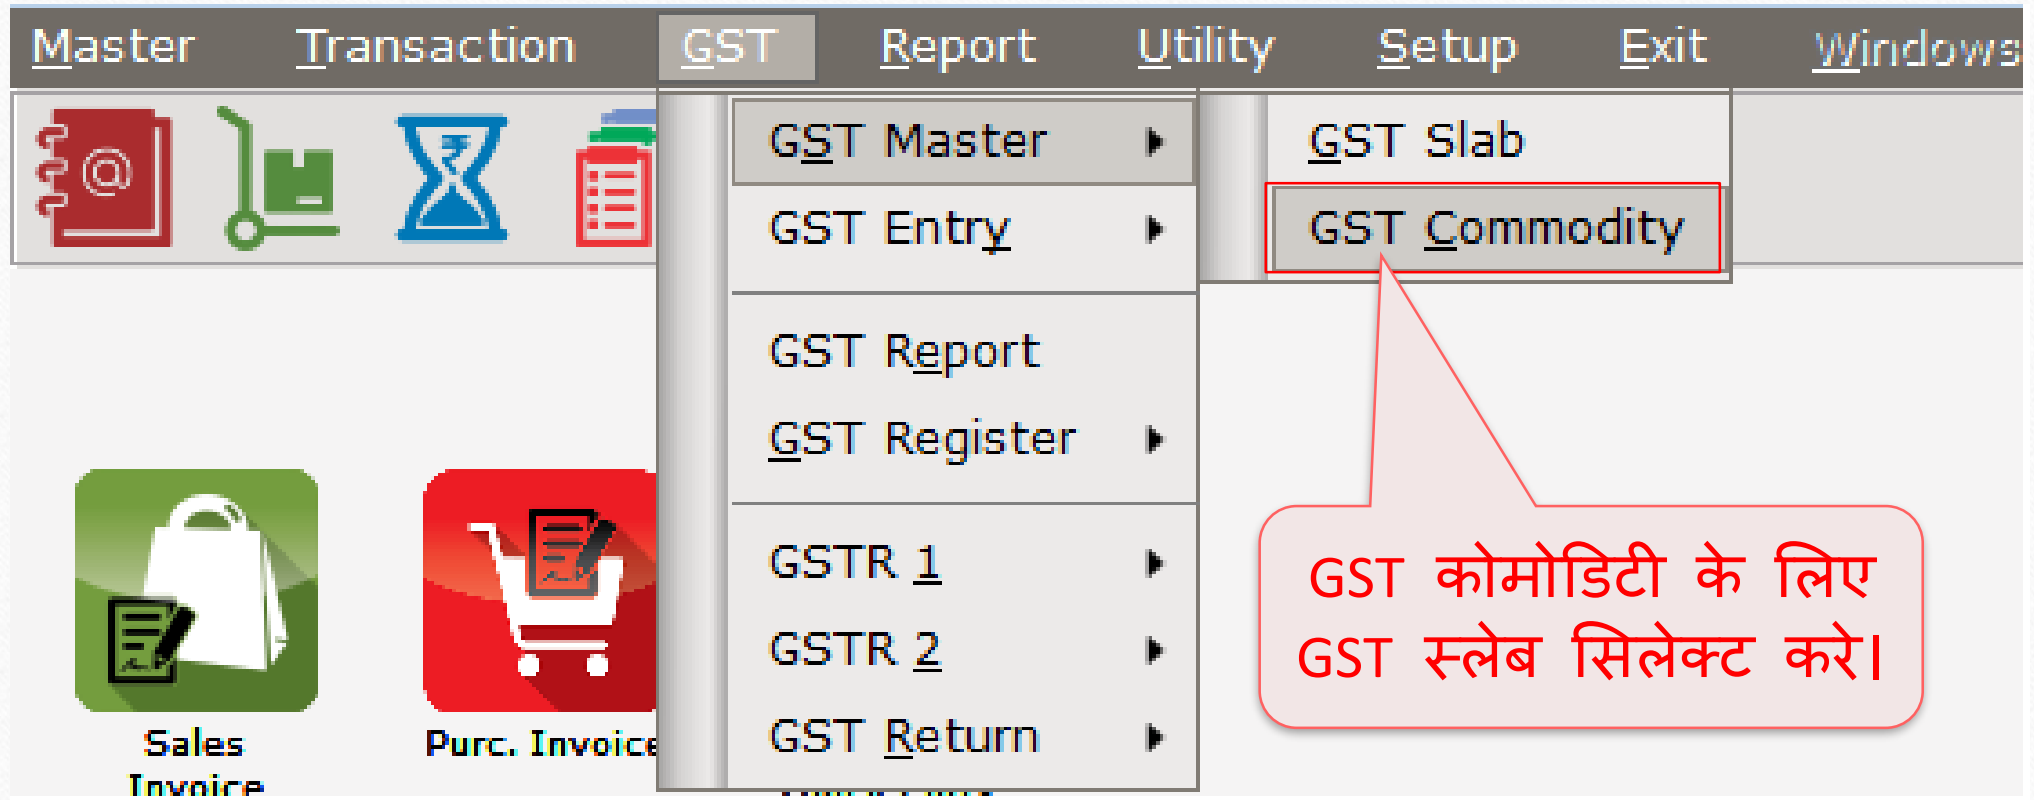 Master Transaction GST Report Utility Setup Exit Windows
GST Master
GST Entry
GST Report
GST Register
GSTR 1
GSTR 2
GST Return
GST Slab
GST Commodity
GST कोमोडिटी के लिए
GST स्लेब सिलेक्ट करे।
Sales
Invoice
Purc. Invoice